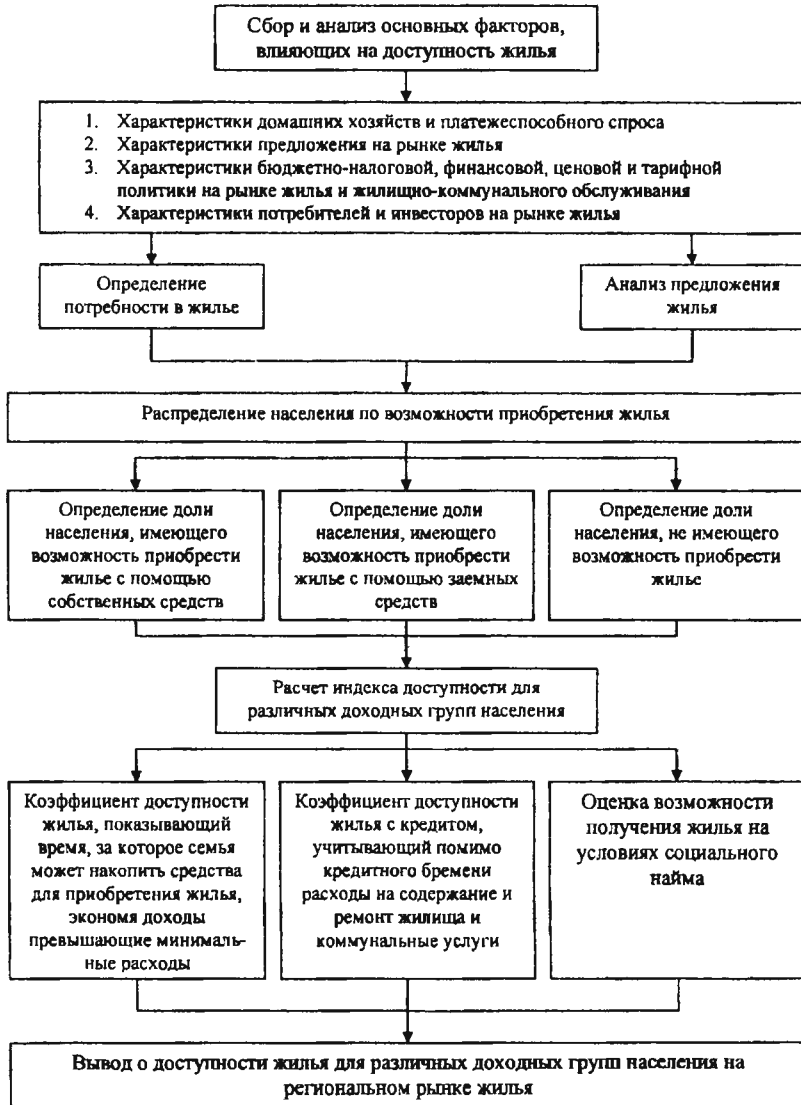 Сбор и анализ основных факторов,
влияющих на доступность жилья
1. Характеристики домашних хозяйств и платежеспособного спроса
2. Характеристики предложения на рынке жилья
3. Характеристики бюджетно-налоговой, финансовой, ценовой и тарифной
политики на рынке жилья и жилищно-коммунального обслуживания
4. Характеристики потребителей и инвесторов на рынке жилья
Определение
потребности в жилье
Анализ предложения
жилья
Распределение населения по возможности приобретения жилья
Определение доли
населения, имеющего
возможность приобрести
жилье с помощью
собственных средств
Определение доли
населения, имеющего
возможность приобрести
жилье с помощью заемных
средств
Определение доли
населения, не имеющего
возможность приобрести
жилье
Расчет индекса доступности для
различных доходных групп населения
Коэффициент доступности
жилья, показывающий
время, за которое семья
может накопить средства
для приобретения жилья,
экономя доходы
превышающие минималь-
ные расходы
Коэффициент доступности
жилья с кредитом,
учитывающий помимо
кредитного бремени
расходы на содержание и
ремонт жилища и
коммунальные услуги
Оценка возможности
получения жилья на
условиях социального
найма
Вывод о доступности жилья для различных доходных групп населения на
региональном рынке жилья